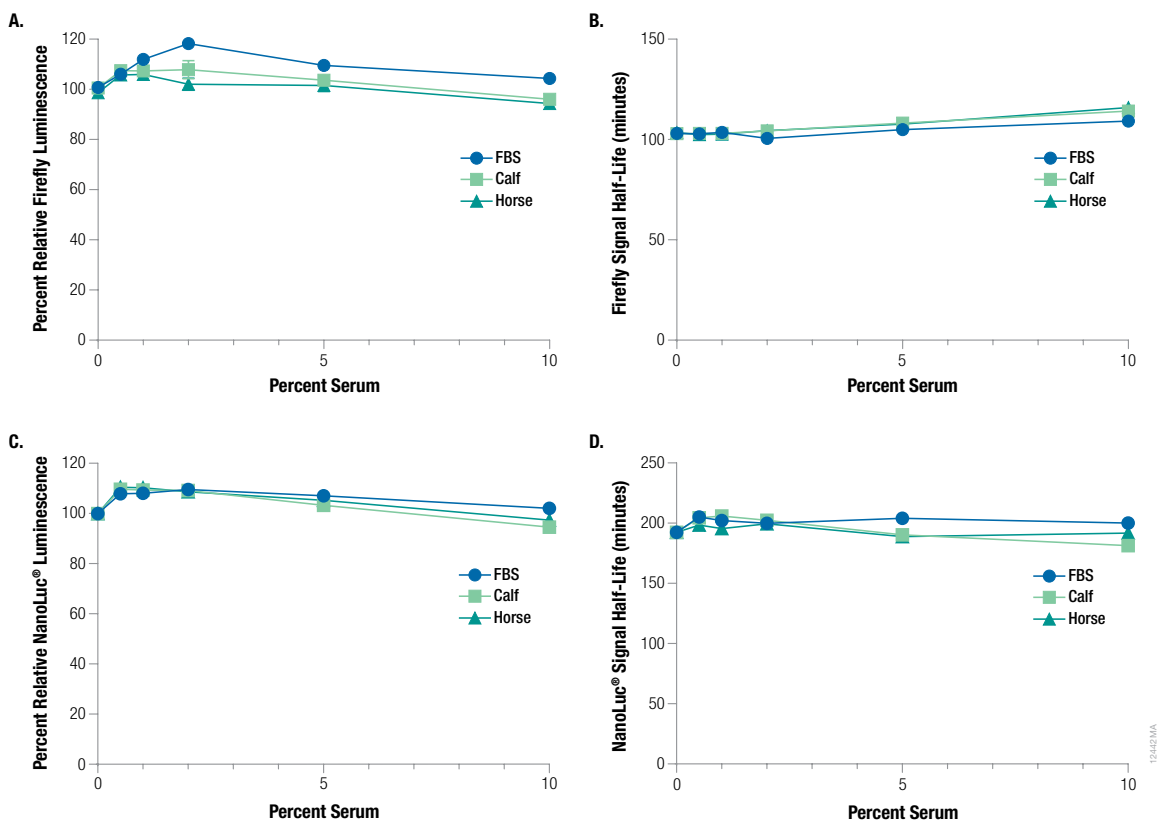 A.
Percent Relative Firefly Luminescence
120
100
80
60
40
20
0
0
5
10
Percent Serum
FBS
Calf
Horse
B.
Firefly Signal Half-Life (minutes)
150
100
50
0
0
5
10
Percent Serum
FBS
Calf
Horse
C.
Percent Relative NanoLuc® Luminescence
120
100
80
60
40
20
0
0
5
10
Percent Serum
FBS
Calf
Horse
D.
NanoLuc® Signal Half-Life (minutes)
250
200
150
100
50
0
0
5
10
Percent Serum
FBS
Calf
Horse
12442MA